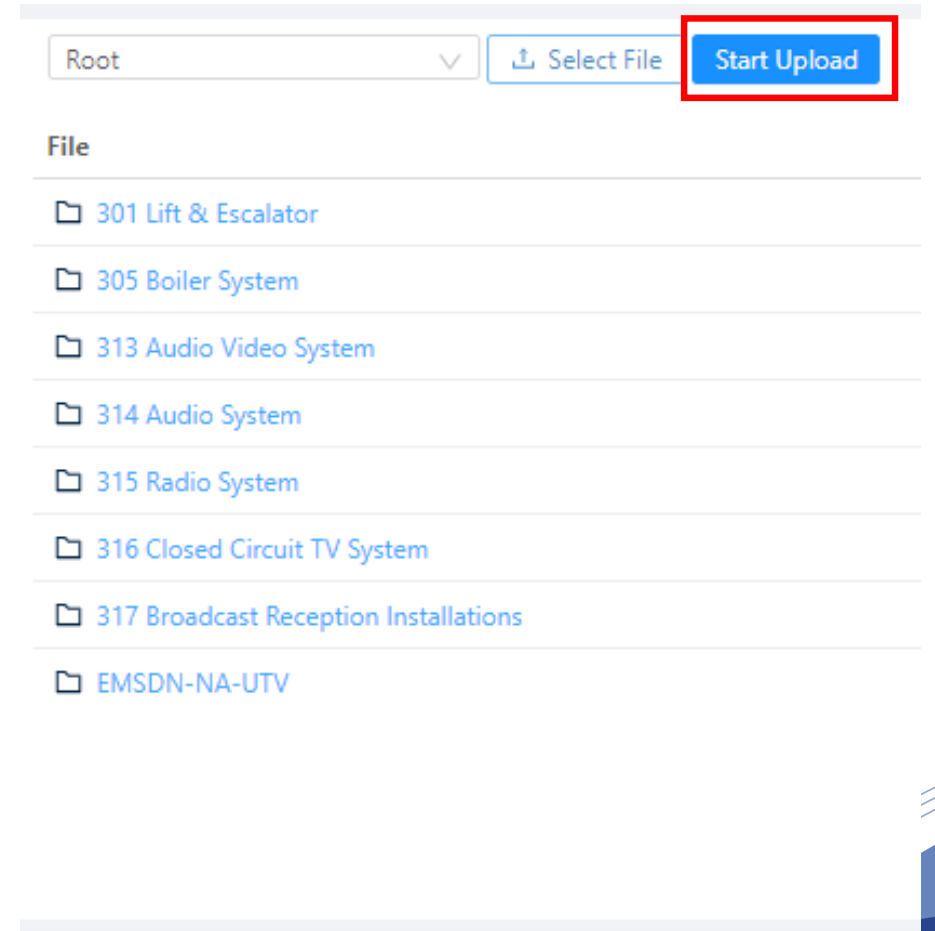 Root Select File Start Upload
File
301 Lift & Escalator
305 Boiler System
313 Audio Video System
314 Audio System
315 Radio System
316 Closed Circuit TV System
317 Broadcast Reception Installations
EMSDN-NA-UTV